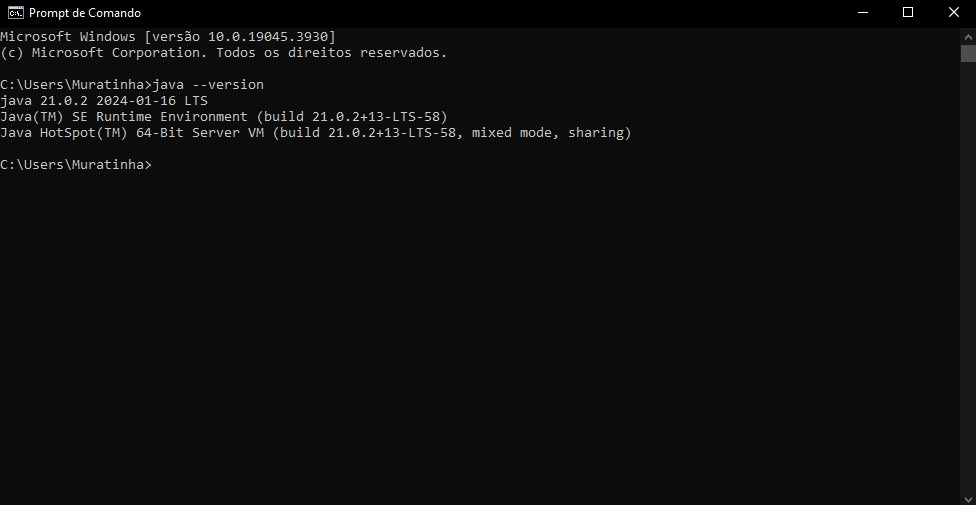 Prompt de Comando
Microsoft Windows [versão 10.0.19045.3930]
(c) Microsoft Corporation. Todos os direitos reservados.
C:\Users\Muratinha>java --version
java 21.0.2 2024-01-16 LTS
Java(TM) SE Runtime Environment (build 21.0.2+13-LTS-58)
Java HotSpot(TM) 64-Bit Server VM (build 21.0.2+13-LTS-58, mixed mode, sharing)
C:\Users\Muratinha>